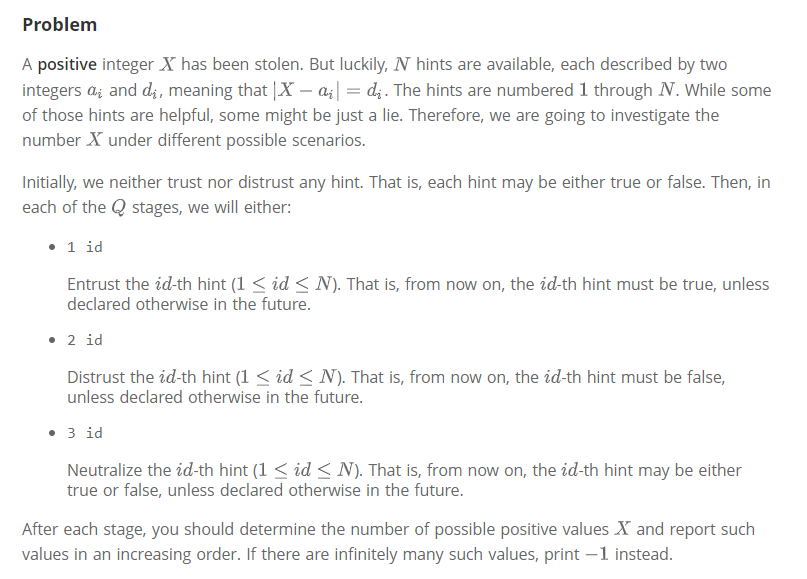 Problem
A positive integer X has been stolen. But luckily, N hints are available, each described by two
integers a_i and d_i, meaning that |X − a_i| = d_i. The hints are numbered 1 through N. While some
of those hints are helpful, some might be just a lie. Therefore, we are going to investigate the
number X under different possible scenarios.
Initially, we neither trust nor distrust any hint. That is, each hint may be either true or false. Then, in
each of the Q stages, we will either:
• 1 id
Entrust the id-th hint (1 ≤ id ≤ N). That is, from now on, the id-th hint must be true, unless
declared otherwise in the future.
• 2 id
Distrust the id-th hint (1 ≤ id ≤ N). That is, from now on, the id-th hint must be false,
unless declared otherwise in the future.
• 3 id
Neutralize the id-th hint (1 ≤ id ≤ N). That is, from now on, the id-th hint may be either
true or false, unless declared otherwise in the future.
After each stage, you should determine the number of possible positive values X and report such
values in an increasing order. If there are infinitely many such values, print −1 instead.